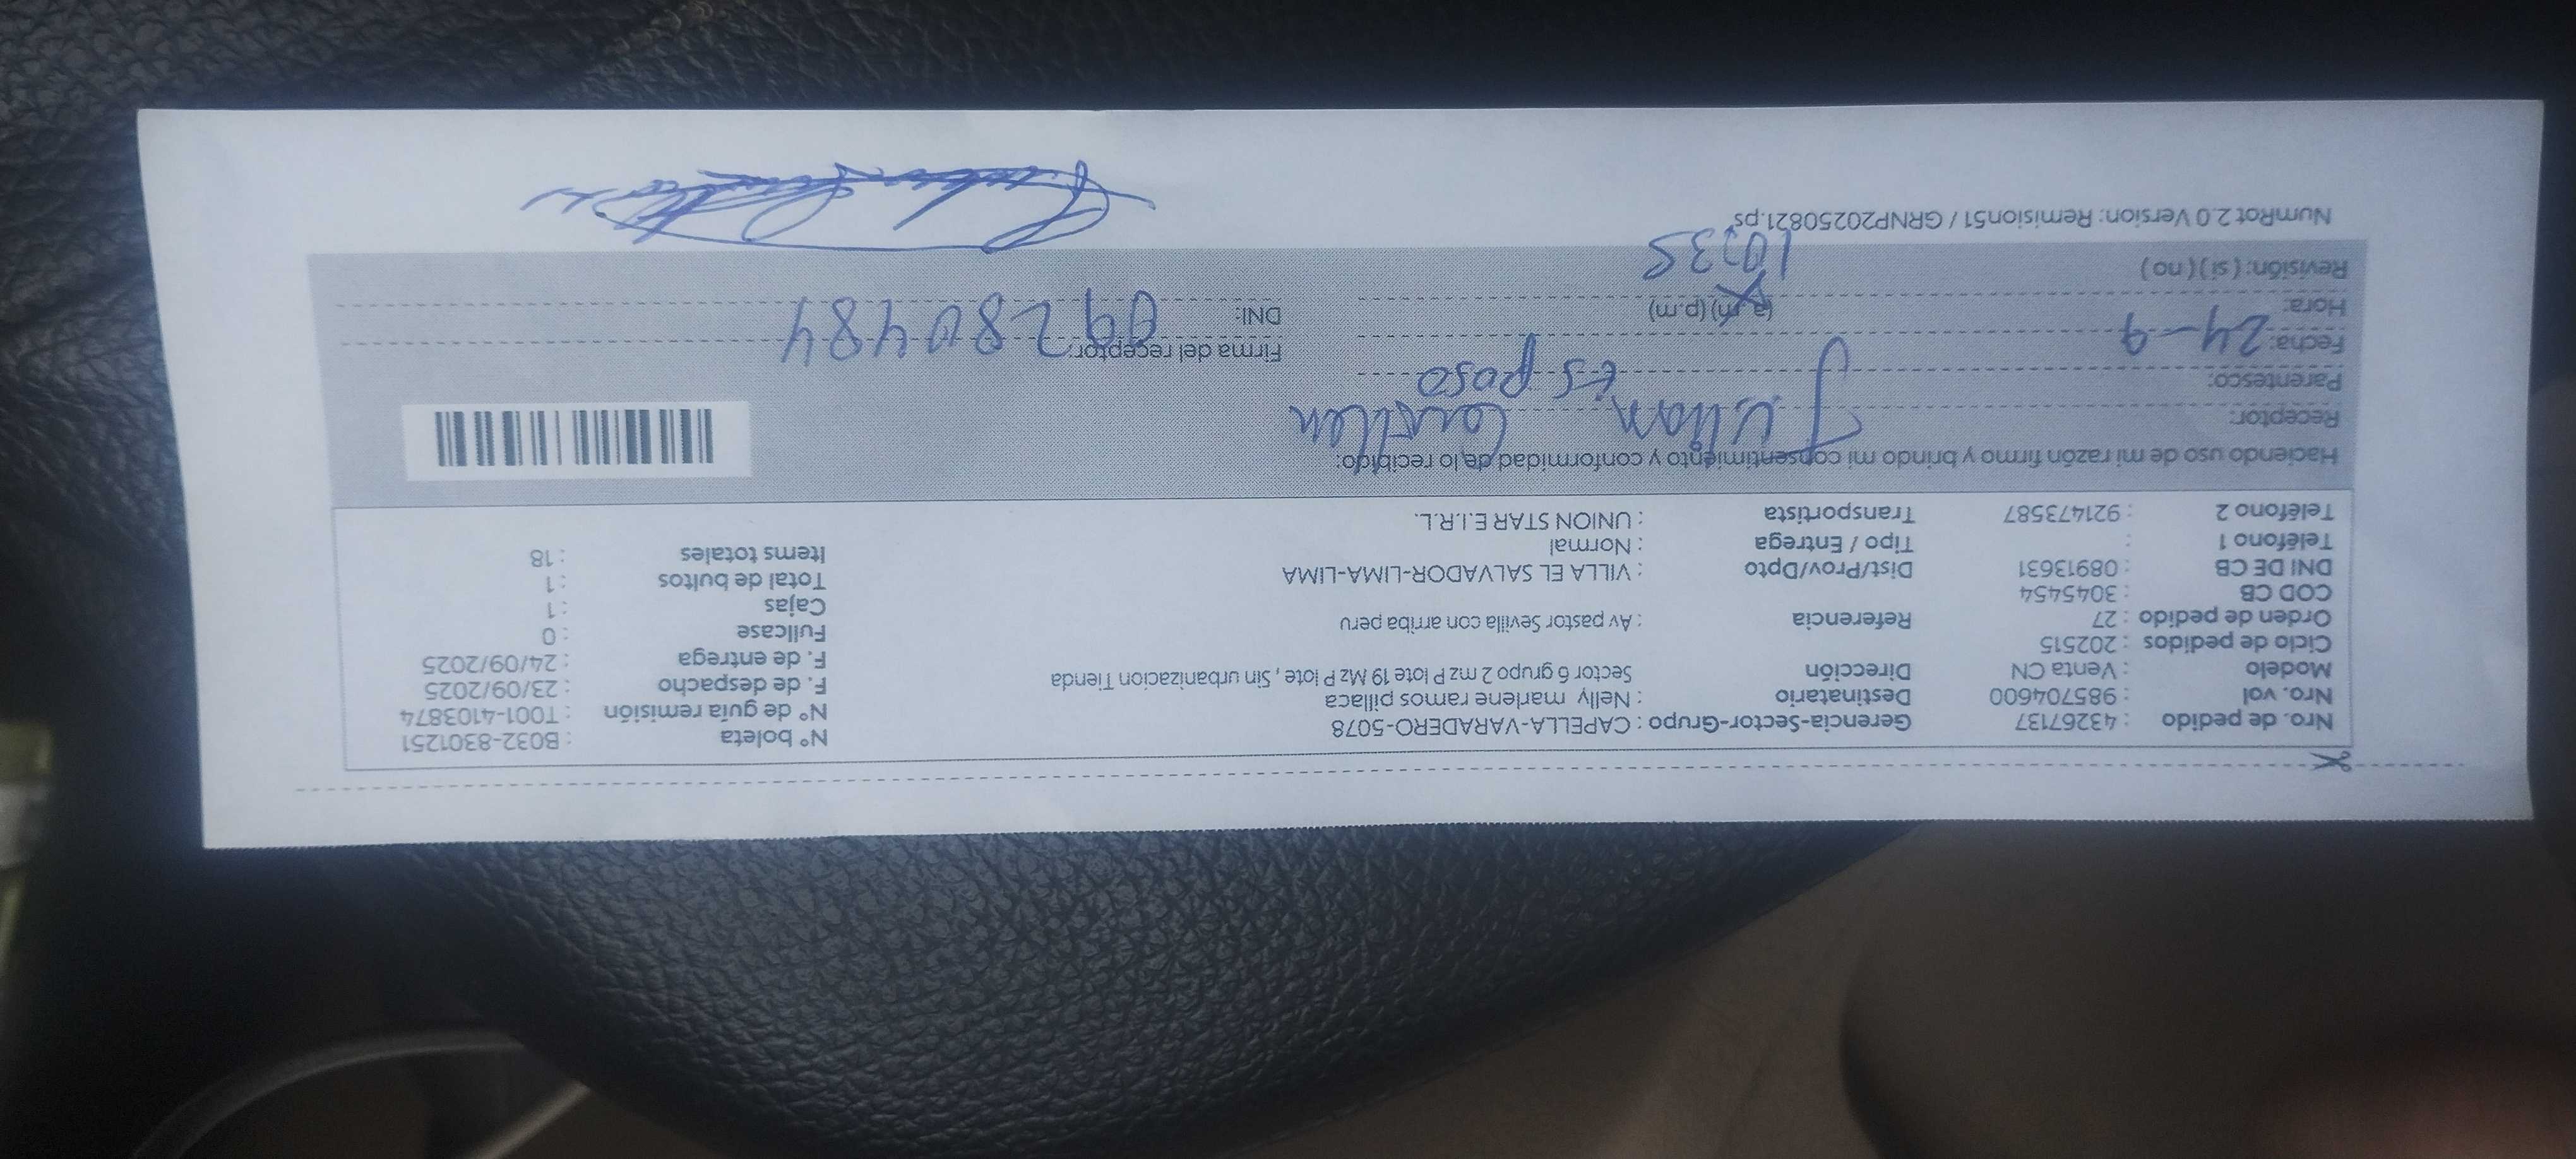 Nro. de pedido : 43267137 Gerencia-Sector-Grupo : CAPELLA-VARADERO-5078 N° boleta : B032-8301251
Nro. vol : 985704600 Destinatario : Nelly marlene ramos pillaca N° de guía remisión : T001-4103874
Modelo : Venta CN Dirección Sector 6 grupo 2 mz P lote 19 Mz P lote , Sin urbanizacion Tienda F. de despacho : 23/09/2025
Ciclo de pedidos : 202515 F. de entrega : 24/09/2025
Orden de pedido : 27 Referencia : Av pastor Sevilla con arriba peru Fullcase : 0
COD CB : 3045454 Cajas : 1
DNI DE CB : 08913631 Dist/Prov/Dpto : VILLA EL SALVADOR-LIMA-LIMA Total de bultos : 1
Teléfono 1 : Tipo / Entrega : Normal Items totales : 18
Teléfono 2 : 921473587 Transportista : UNION STAR E.I.R.L.
Haciendo uso de mi razón firmo y brindo mi consentimiento y conformidad de lo recibido:
Receptor: Julian
Parentesco: Esposo
Fecha: 24-9 Firma del receptor:
Hora: (a.m) (p.m) DNI: 09280484
Revisión: ( si ) ( no ) 10:35
NumRot 2.0 Version: Remision51 / GRNP20250821.ps